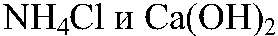 NH₄Cl и Ca(OH)₂